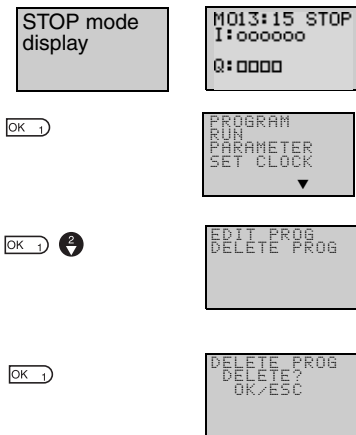 STOP mode
display
MO13:15 STOP
I:oooooo
Q:□□□□
OK 1
PROGRAM
RUN
PARAMETER
SET CLOCK
▼
OK 1 2
EDIT PROG
DELETE PROG
OK 1
DELETE PROG
DELETE?
OK/ESC